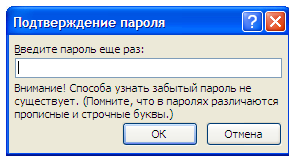 Подтверждение пароля
Введите пароль еще раз:
Внимание! Способа узнать забытый пароль не
существует. (Помните, что в паролях различаются
прописные и строчные буквы.)
ОК Отмена